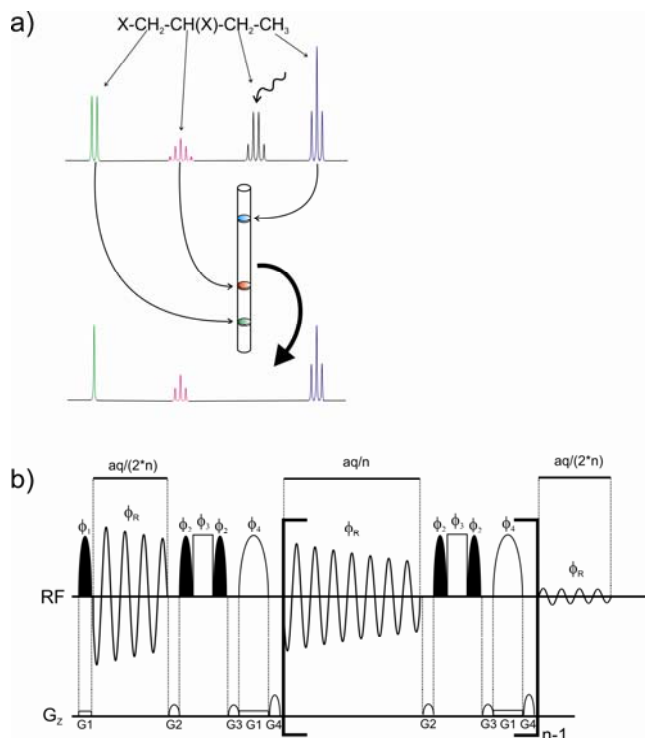 a)
X-CH₂-CH(X)-CH₂-CH₃
b)
aq/(2*n) aq/n aq/(2*n)
ϕ₁ ϕR ϕ₂ ϕ₃ ϕ₂ ϕ₄ ϕR ϕ₂ ϕ₃ ϕ₂ ϕ₄ ϕR
RF
Gz G1 G2 G3 G1 G4 G2 G3 G1 G4 n-1